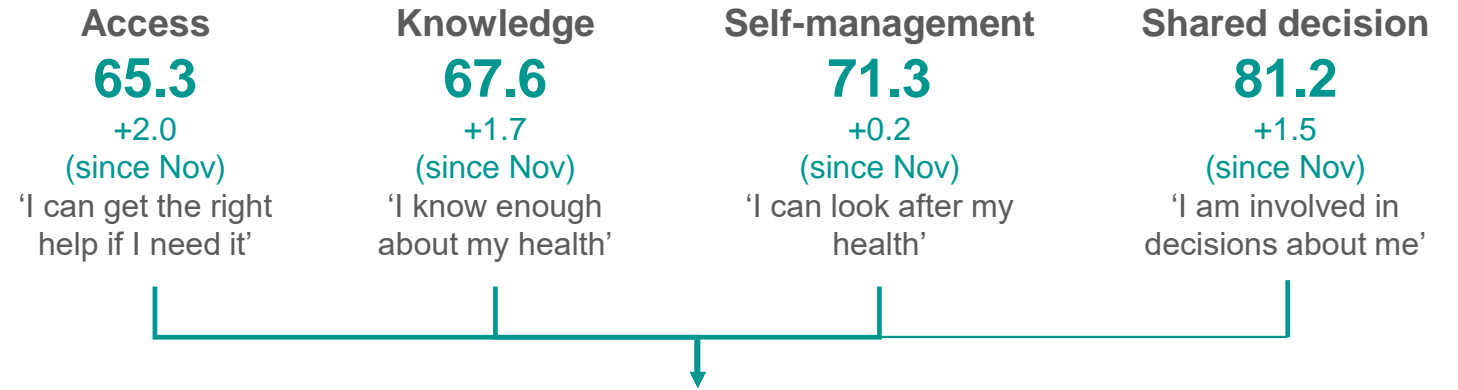 Access
65.3
+2.0
(since Nov)
‘I can get the right
help if I need it’
Knowledge
67.6
+1.7
(since Nov)
‘I know enough
about my health’
Self-management
71.3
+0.2
(since Nov)
‘I can look after my
health’
Shared decision
81.2
+1.5
(since Nov)
‘I am involved in
decisions about me’